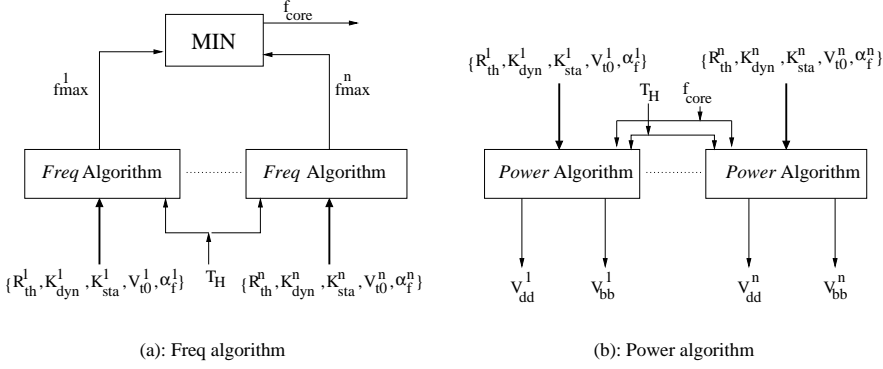 MIN
f_core
f^1_max
f^n_max
Freq Algorithm
Freq Algorithm
{R^1_th,K^1_dyn,K^1_sta,V^1_t0,α^1_f}
T_H
{R^n_th,K^n_dyn,K^n_sta,V^n_t0,α^n_f}
(a): Freq algorithm
{R^1_th,K^1_dyn,K^1_sta,V^1_t0,α^1_f}
{R^n_th,K^n_dyn,K^n_sta,V^n_t0,α^n_f}
T_H
f_core
Power Algorithm
Power Algorithm
V^1_dd
V^1_bb
V^n_dd
V^n_bb
(b): Power algorithm